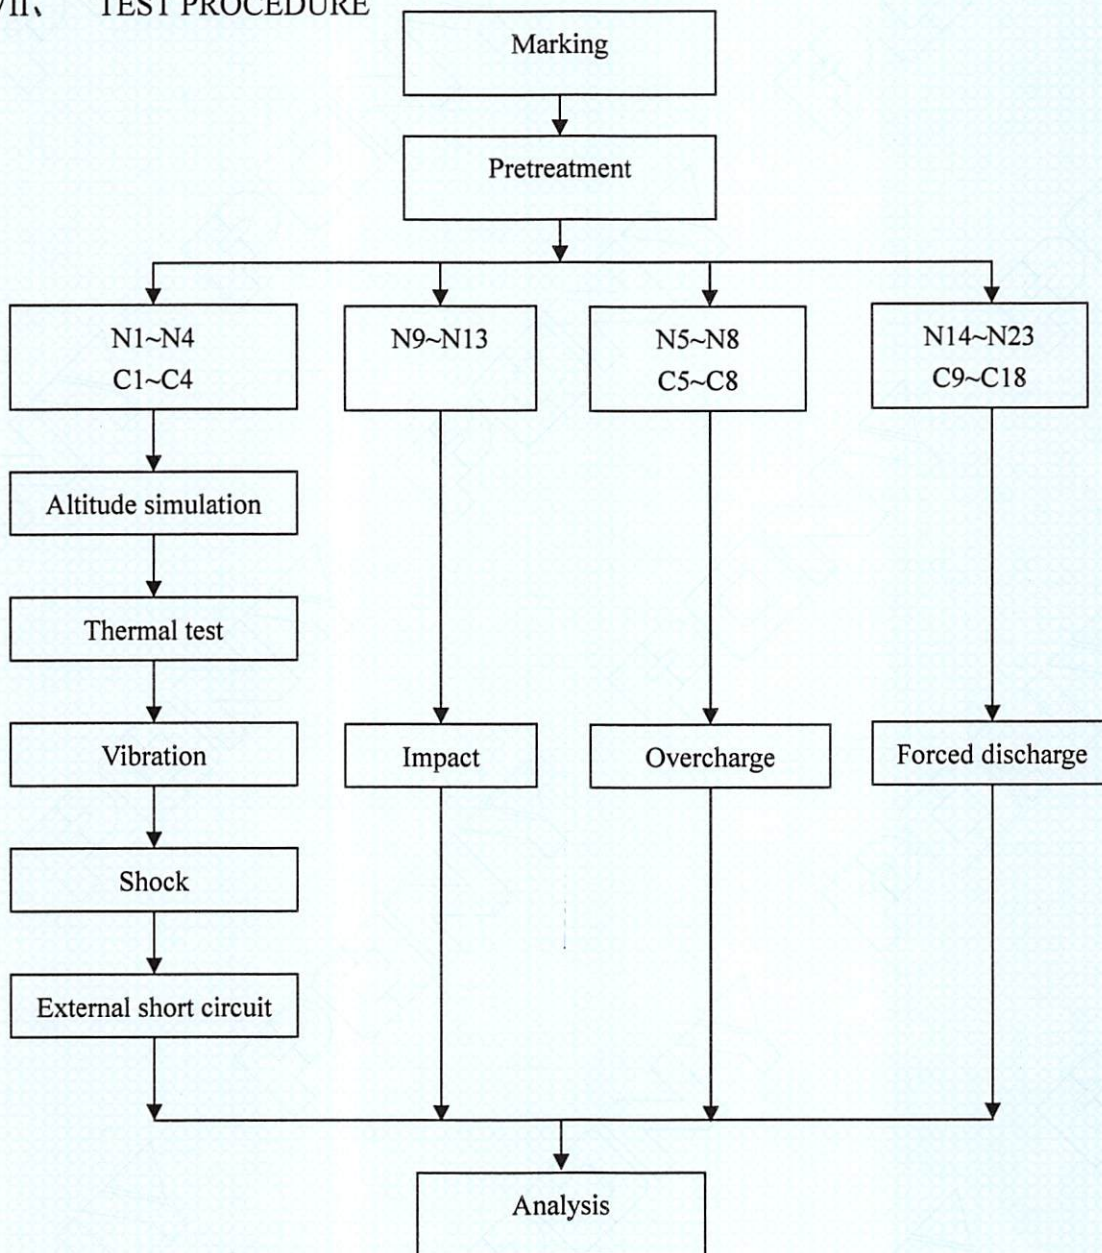 VII、 TEST PROCEDURE
Marking
Pretreatment
N1~N4
C1~C4
N9~N13
N5~N8
C5~C8
N14~N23
C9~C18
Altitude simulation
Thermal test
Vibration
Impact
Overcharge
Forced discharge
Shock
External short circuit
Analysis